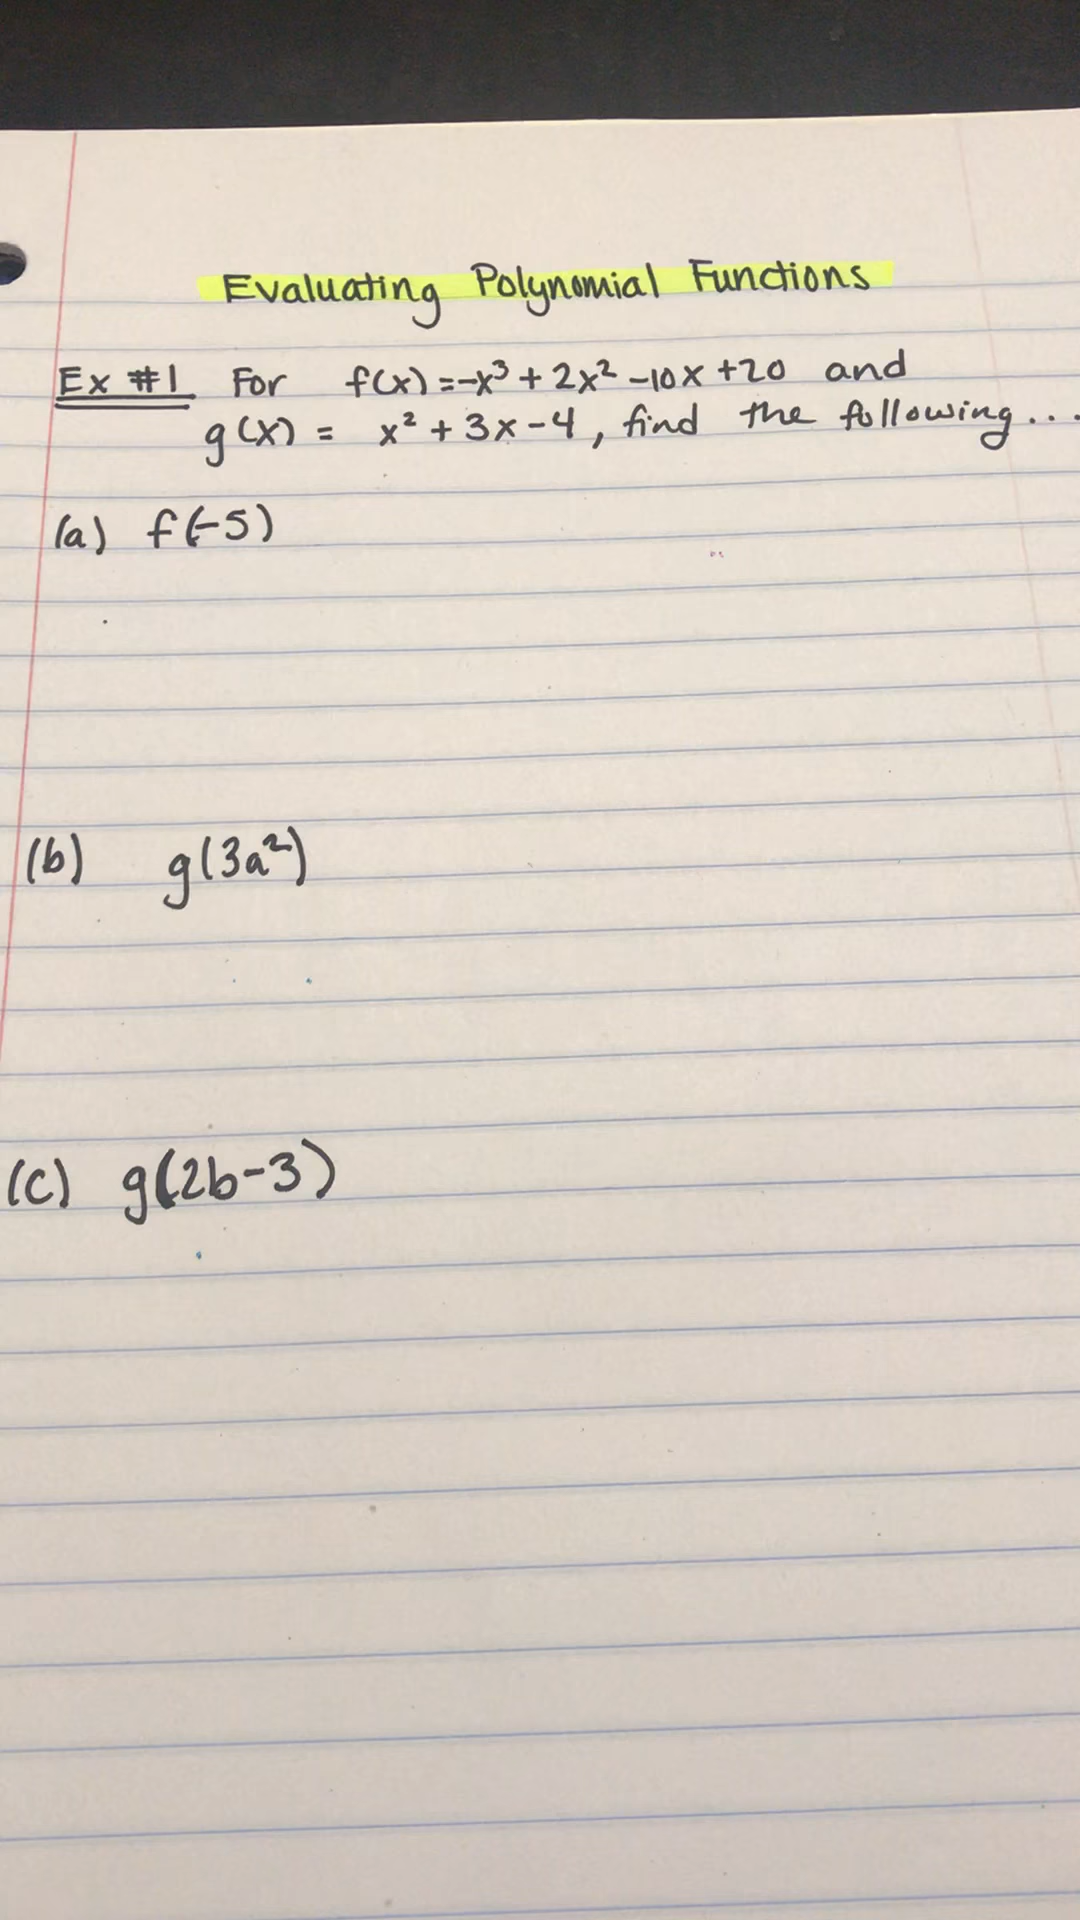 Evaluating Polynomial Functions
Ex #1 For f(x)=-x³+2x²-10x+20 and
g(x) = x²+3x-4, find the following...
(a) f(-5)
(b) g(3a²)
(c) g(2b-3)